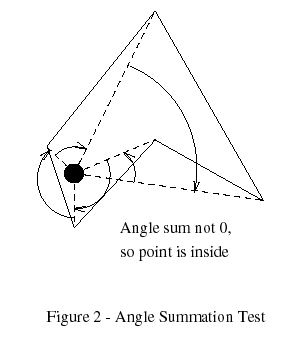 Angle sum not 0,
so point is inside
Figure 2 - Angle Summation Test